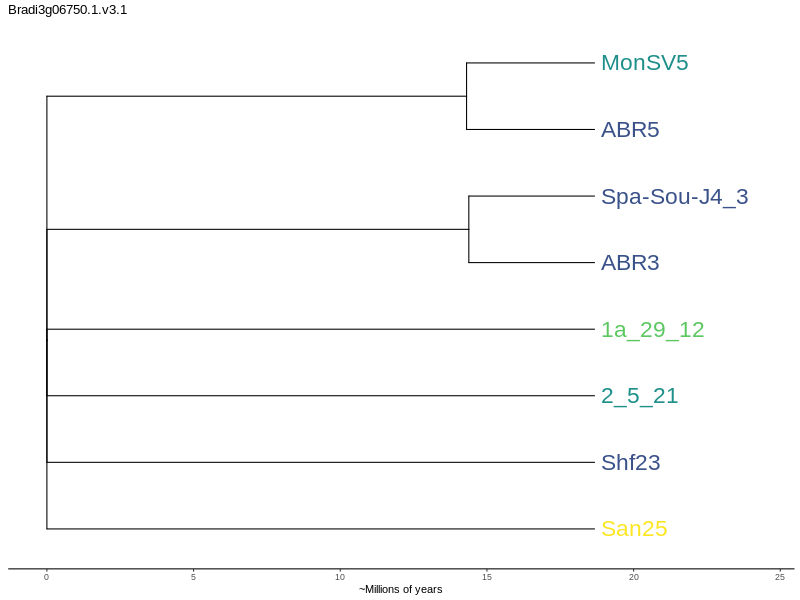 Bradi3g06750.1.v3.1
MonSV5
ABR5
Spa-Sou-J4_3
ABR3
1a_29_12
2_5_21
Shf23
San25
0 5 10 15 20 25
~Millions of years